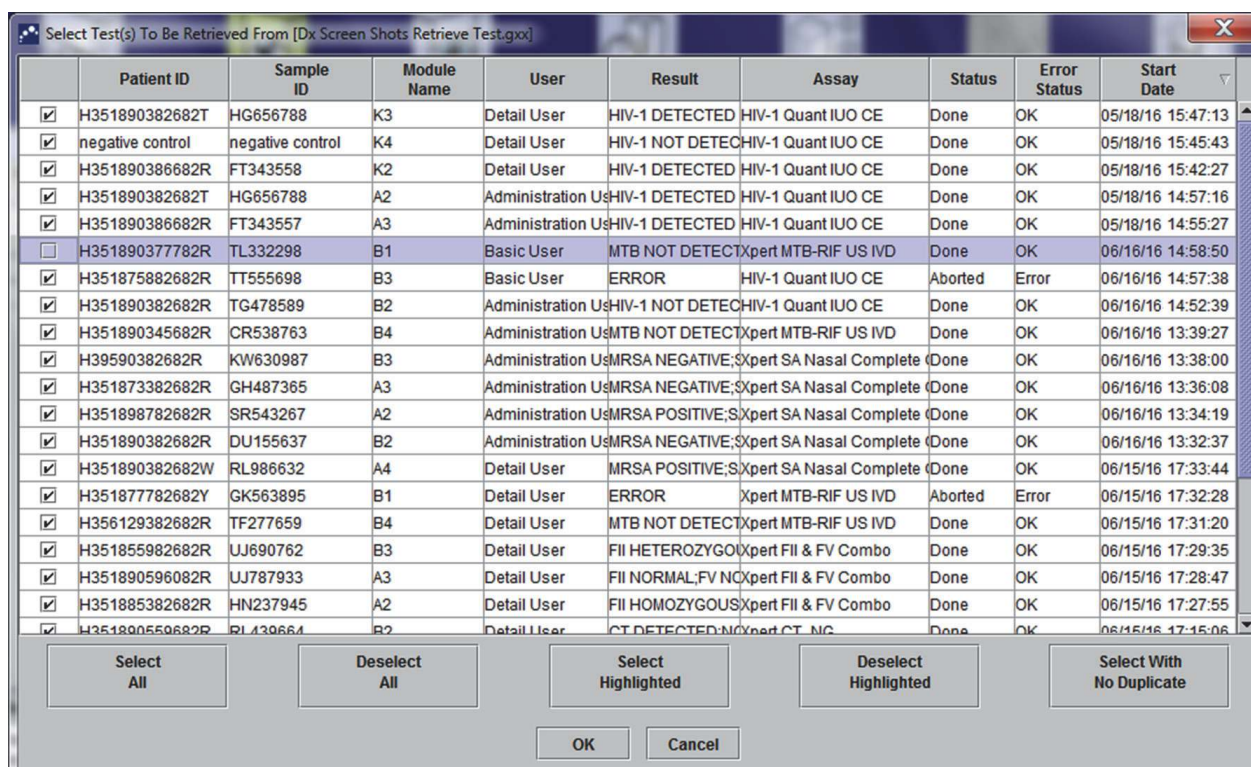 Select Test(s) To Be Retrieved From [Dx Screen Shots Retrieve Test.gxx]
Patient ID Sample ID Module Name User Result Assay Status Error Status Start Date
H351890382682T HG656788 K3 Detail User HIV-1 DETECTED HIV-1 Quant IUO CE Done OK 05/18/16 15:47:13
negative control negative control K4 Detail User HIV-1 NOT DETEC HIV-1 Quant IUO CE Done OK 05/18/16 15:45:43
H351890386682R FT343558 K2 Detail User HIV-1 DETECTED HIV-1 Quant IUO CE Done OK 05/18/16 15:42:27
H351890382682T HG656788 A2 Administration Us HIV-1 DETECTED HIV-1 Quant IUO CE Done OK 05/18/16 14:57:16
H351890386682R FT343557 A3 Administration Us HIV-1 DETECTED HIV-1 Quant IUO CE Done OK 05/18/16 14:55:27
H351890377782R TL332298 B1 Basic User MTB NOT DETECT Xpert MTB-RIF US IVD Done OK 06/16/16 14:58:50
H351875882682R TT555698 B3 Basic User ERROR HIV-1 Quant IUO CE Aborted Error 06/16/16 14:57:38
H351890382682R TG478589 B2 Administration Us HIV-1 NOT DETEC HIV-1 Quant IUO CE Done OK 06/16/16 14:52:39
H351890345682R CR538763 B4 Administration Us MTB NOT DETECT Xpert MTB-RIF US IVD Done OK 06/16/16 13:39:27
H39590382682R KW630987 B3 Administration Us MRSA NEGATIVE;S Xpert SA Nasal Complete Done OK 06/16/16 13:38:00
H351873382682R GH487365 A3 Administration Us MRSA NEGATIVE;S Xpert SA Nasal Complete Done OK 06/16/16 13:36:08
H351898782682R SR543267 A2 Administration Us MRSA POSITIVE;S Xpert SA Nasal Complete Done OK 06/16/16 13:34:19
H351890382682R DU155637 B2 Administration Us MRSA NEGATIVE;S Xpert SA Nasal Complete Done OK 06/16/16 13:32:37
H351890382682W RL986632 A4 Detail User MRSA POSITIVE;S Xpert SA Nasal Complete Done OK 06/15/16 17:33:44
H351877782682Y GK563895 B1 Detail User ERROR Xpert MTB-RIF US IVD Aborted Error 06/15/16 17:32:28
H356129382682R TF277659 B4 Detail User MTB NOT DETECT Xpert MTB-RIF US IVD Done OK 06/15/16 17:31:20
H351855982682R UJ690762 B3 Detail User FII HETEROZYGOU Xpert FII & FV Combo Done OK 06/15/16 17:29:35
H351890596082R UJ787933 A3 Detail User FII NORMAL;FV NO Xpert FII & FV Combo Done OK 06/15/16 17:28:47
H351885382682R HN237945 A2 Detail User FII HOMOZYGOUS Xpert FII & FV Combo Done OK 06/15/16 17:27:55
H351890559682R RL439664 B2 Detail User CT DETECTED;NG Xpert CT_NG Done OK 06/15/16 17:15:06
Select All Deselect All Select Highlighted Deselect Highlighted Select With No Duplicate
OK Cancel